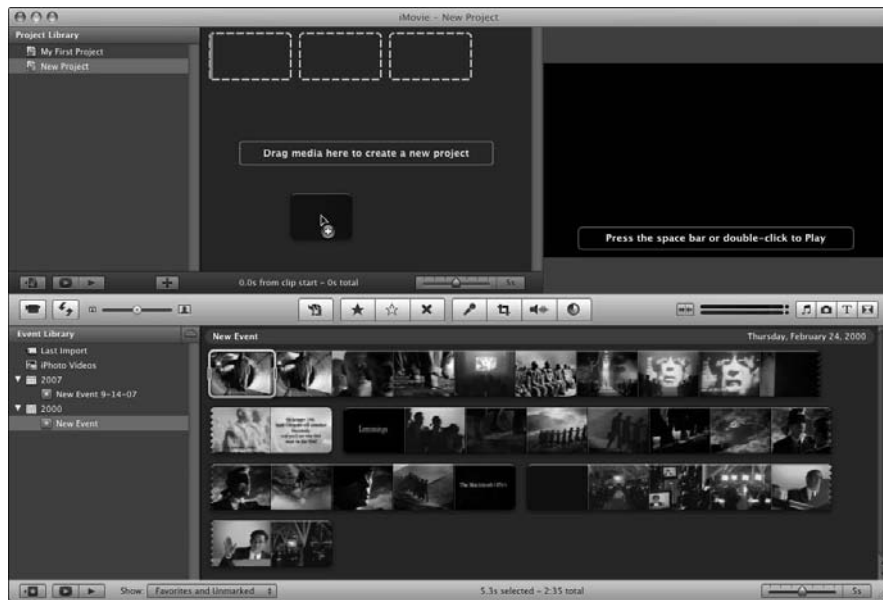 iMovie – New Project
Project Library
My First Project
New Project
Drag media here to create a new project
Press the space bar or double-click to Play
0.0s from clip start – 0s total
5s
Event Library
New Event
Thursday, February 24, 2000
Last Import
iPhoto Videos
2007
New Event 9-14-07
2000
New Event
Lemmings
Show:
Favorites and Unmarked
5.3s selected – 2:35 total
5s